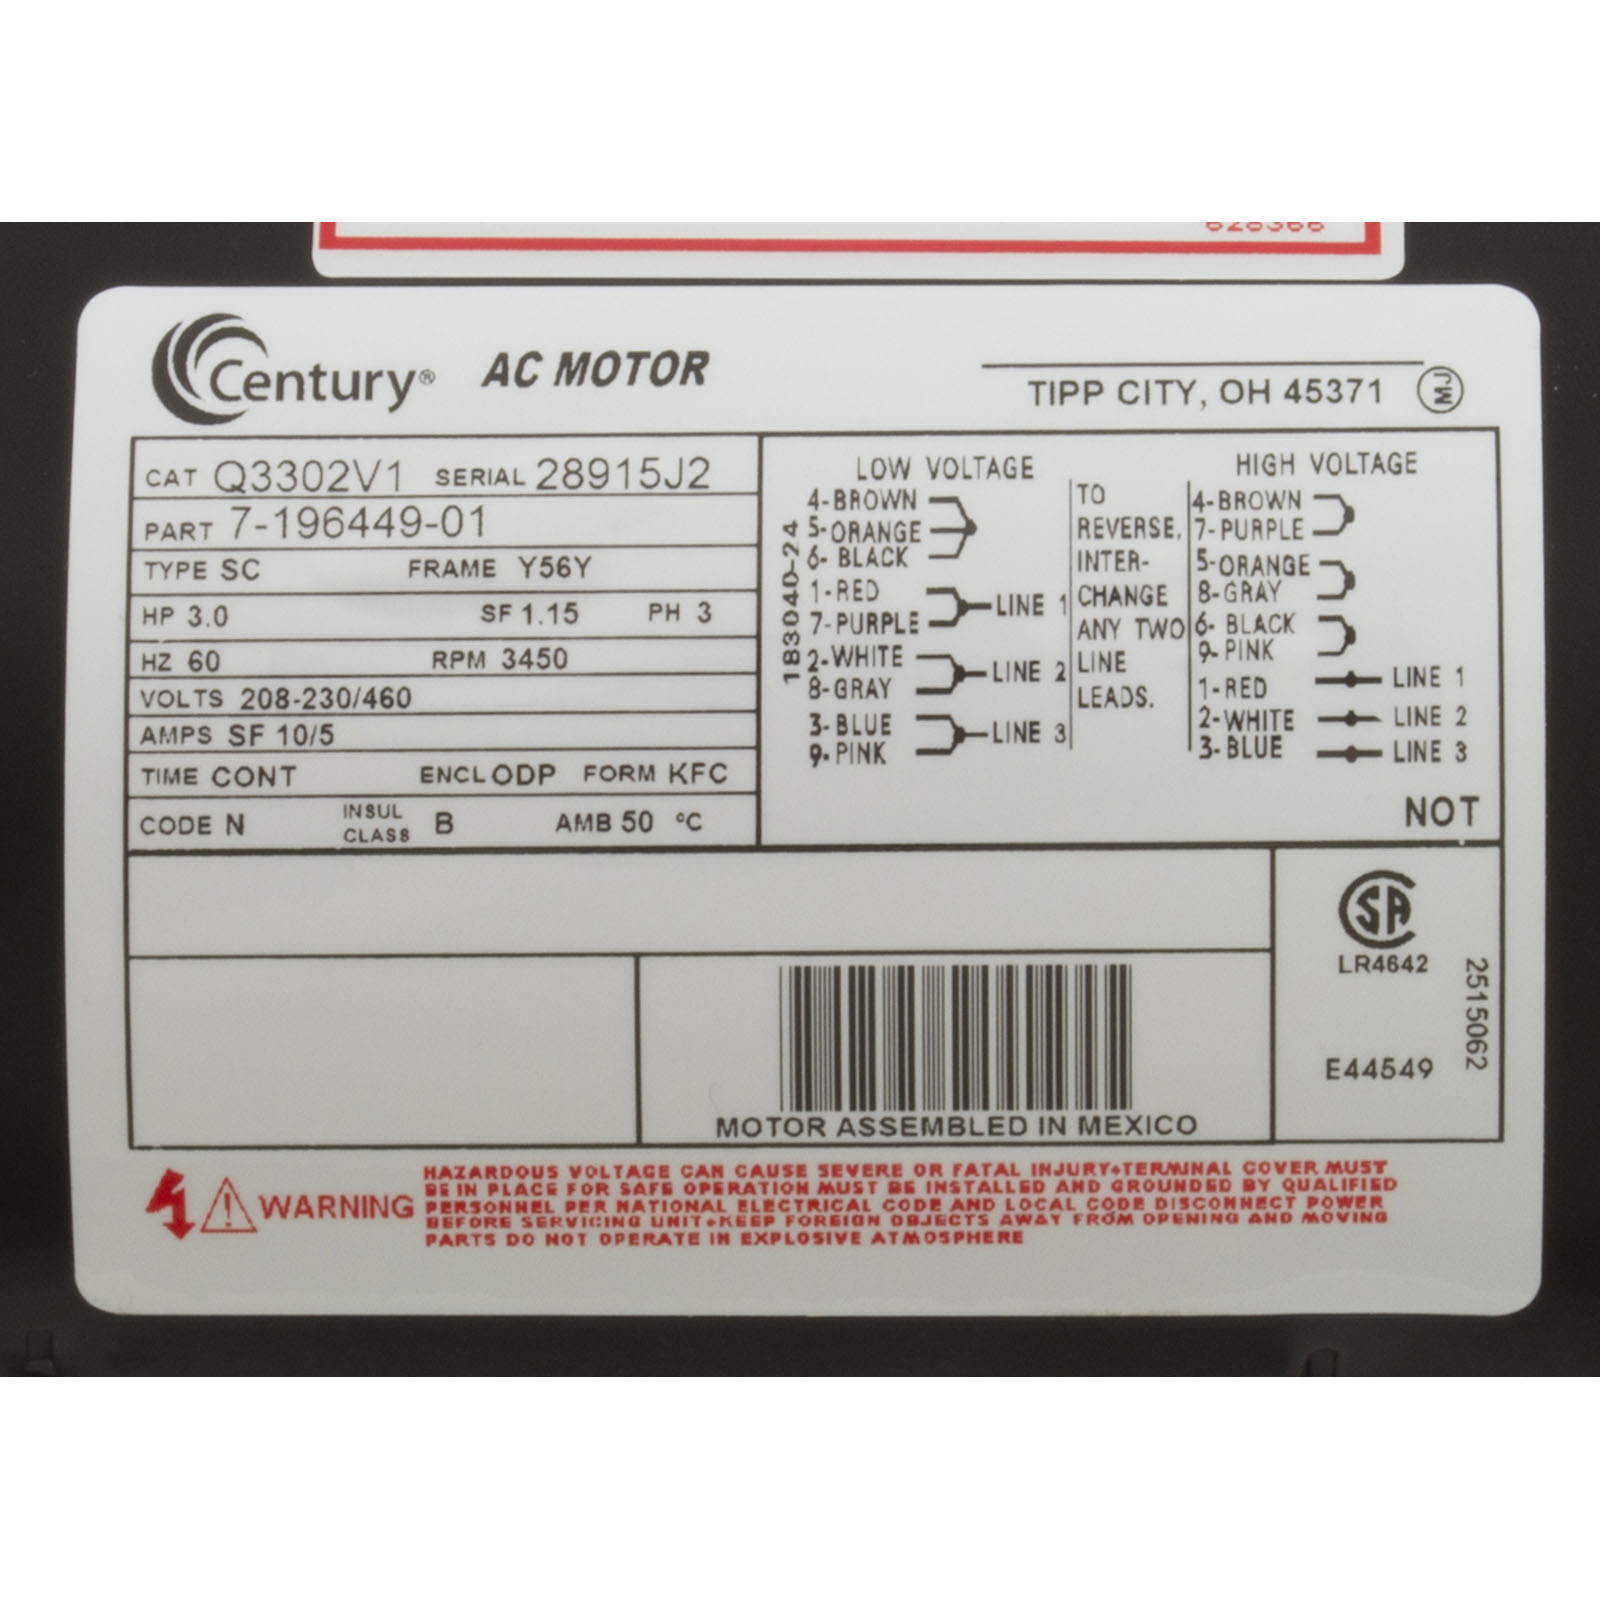 Century® AC MOTOR
TIPP CITY, OH 45371 MJ
CAT Q3302V1 SERIAL 28915J2
PART 7-196449-01
TYPE SC FRAME Y56Y
HP 3.0 SF 1.15 PH 3
HZ 60 RPM 3450
VOLTS 208-230/460
AMPS SF 10/5
TIME CONT ENCL ODP FORM KFC
CODE N INSUL CLASS B AMB 50 °C
183040-24
LOW VOLTAGE
4-BROWN
5-ORANGE
6-BLACK
1-RED
7-PURPLE
LINE 1
2-WHITE
8-GRAY
LINE 2
3-BLUE
9-PINK
LINE 3
TO
REVERSE,
INTER-
CHANGE
ANY TWO
LINE
LEADS.
HIGH VOLTAGE
4-BROWN
7-PURPLE
5-ORANGE
8-GRAY
6-BLACK
9-PINK
1-RED LINE 1
2-WHITE LINE 2
3-BLUE LINE 3
NOT
SA
LR4642
E44549
2515062
MOTOR ASSEMBLED IN MEXICO
WARNING
HAZARDOUS VOLTAGE CAN CAUSE SEVERE OR FATAL INJURY•TERMINAL COVER MUST
BE IN PLACE FOR SAFE OPERATION MUST BE INSTALLED AND GROUNDED BY QUALIFIED
PERSONNEL PER NATIONAL ELECTRICAL CODE AND LOCAL CODE DISCONNECT POWER
BEFORE SERVICING UNIT•KEEP FOREIGN OBJECTS AWAY FROM OPENING AND MOVING
PARTS DO NOT OPERATE IN EXPLOSIVE ATMOSPHERE